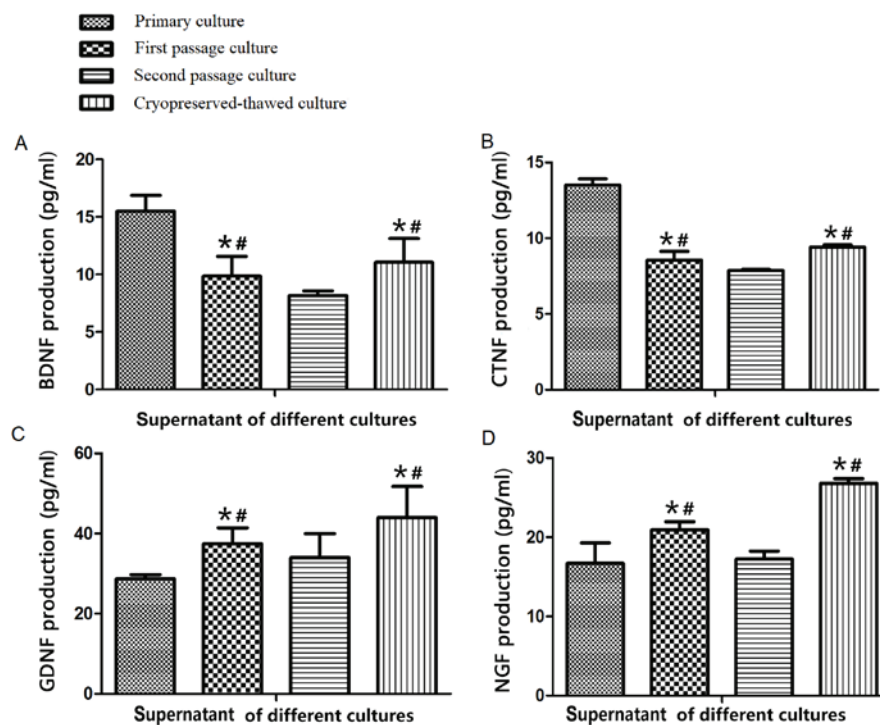 Primary culture
First passage culture
Second passage culture
Cryopreserved-thawed culture
A
BDNF production (pg/ml)
20
15
10
5
0
*#
*#
Supernatant of different cultures
B
CTNF production (pg/ml)
15
10
5
0
*#
*#
Supernatant of different cultures
C
GDNF production (pg/ml)
60
40
20
0
*#
*#
Supernatant of different cultures
D
NGF production (pg/ml)
30
20
10
0
*#
*#
Supernatant of different cultures